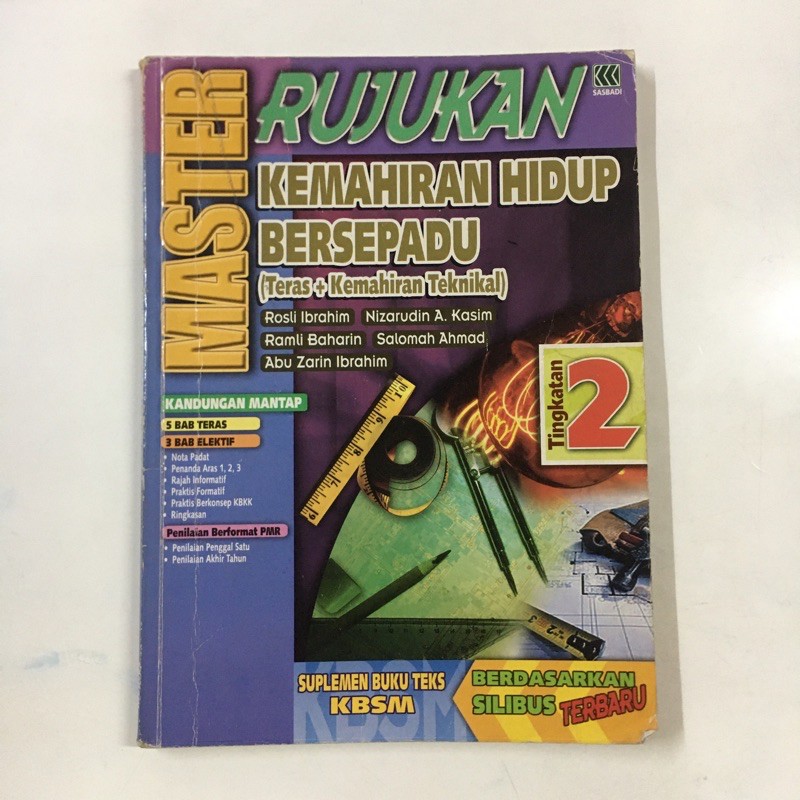 MASTER
RUJUKAN
SASBADI
KEMAHIRAN HIDUP
BERSEPADU
(Teras + Kemahiran Teknikal)
Rosli Ibrahim Nizarudin A. Kasim
Ramli Baharin Salomah Ahmad
Abu Zarin Ibrahim
Tingkatan
2
KANDUNGAN MANTAP
5 BAB TERAS
3 BAB ELEKTIF
• Nota Padat
• Penanda Aras 1, 2, 3
• Rajah Informatif
• Praktis Formatif
• Praktis Berkonsep KBKK
• Ringkasan
Penilaian Berformat PMR
• Penilaian Penggal Satu
• Penilaian Akhir Tahun
SUPLEMEN BUKU TEKS
KBSM
KBSM
BERDASARKAN
SILIBUS TERBARU